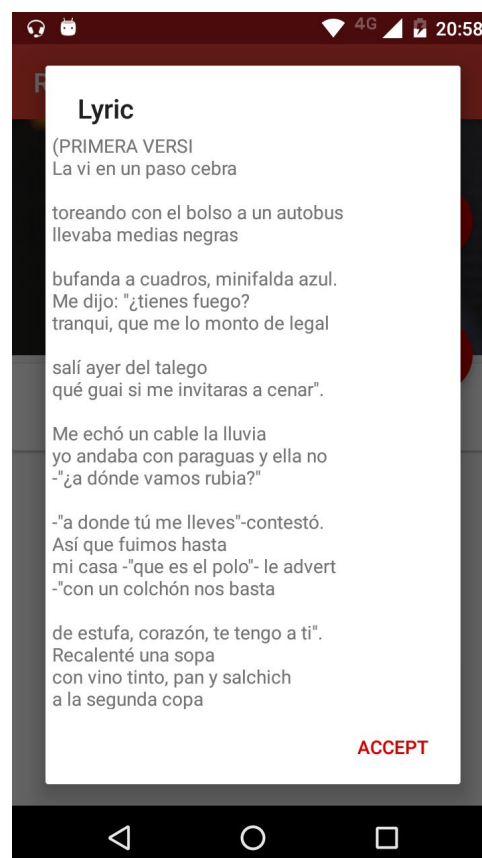 4G 20:58
R
Lyric
(PRIMERA VERSI
La vi en un paso cebra
toreando con el bolso a un autobus
llevaba medias negras
bufanda a cuadros, minifalda azul.
Me dijo: "¿tienes fuego?
tranqui, que me lo monto de legal
salí ayer del talego
qué guai si me invitaras a cenar".
Me echó un cable la lluvia
yo andaba con paraguas y ella no
-"¿a dónde vamos rubia?"
-"a donde tú me lleves"-contestó.
Así que fuimos hasta
mi casa -"que es el polo"- le advert
-"con un colchón nos basta
de estufa, corazón, te tengo a ti".
Recalenté una sopa
con vino tinto, pan y salchich
a la segunda copa
ACCEPT